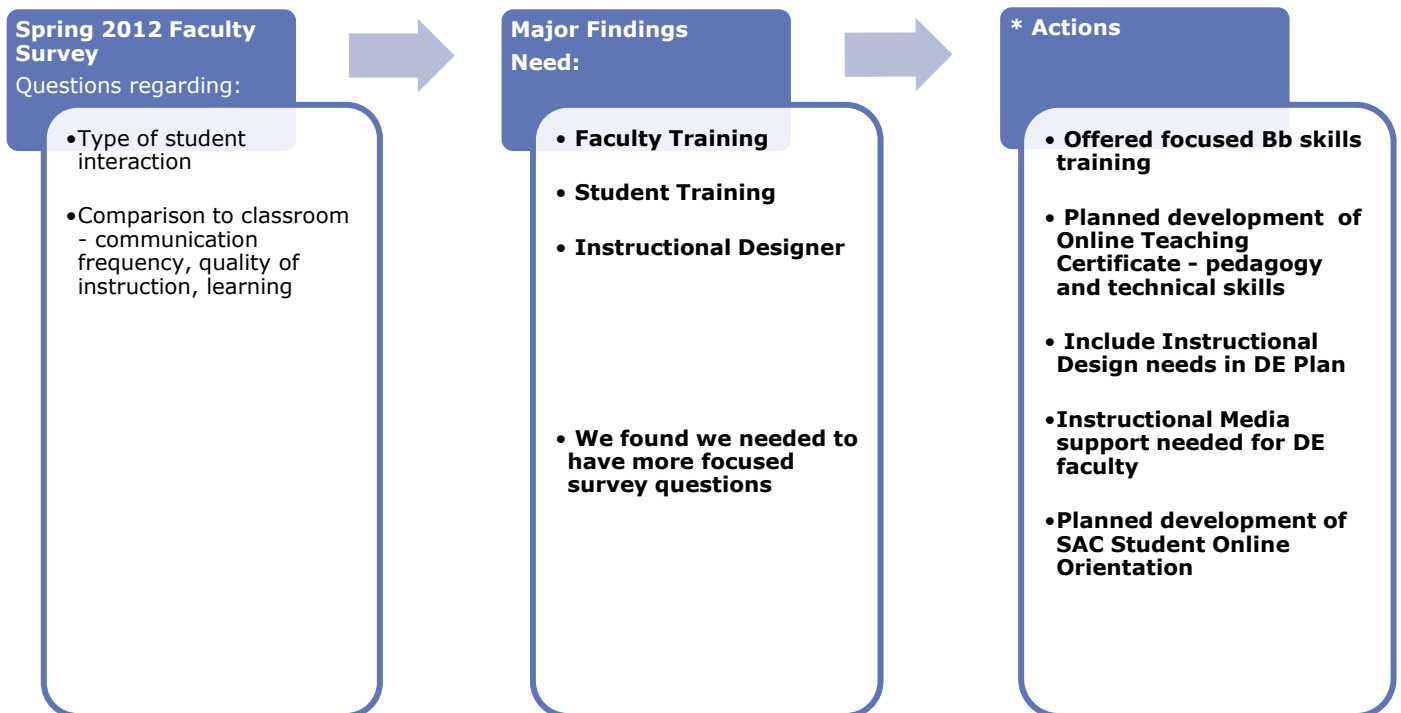 Spring 2012 Faculty
Survey
Questions regarding:
•Type of student
interaction
•Comparison to classroom
- communication
frequency, quality of
instruction, learning
Major Findings
Need:
• Faculty Training
• Student Training
• Instructional Designer
• We found we needed to
have more focused
survey questions
* Actions
• Offered focused Bb skills
training
• Planned development of
Online Teaching
Certificate - pedagogy
and technical skills
• Include Instructional
Design needs in DE Plan
•Instructional Media
support needed for DE
faculty
•Planned development of
SAC Student Online
Orientation